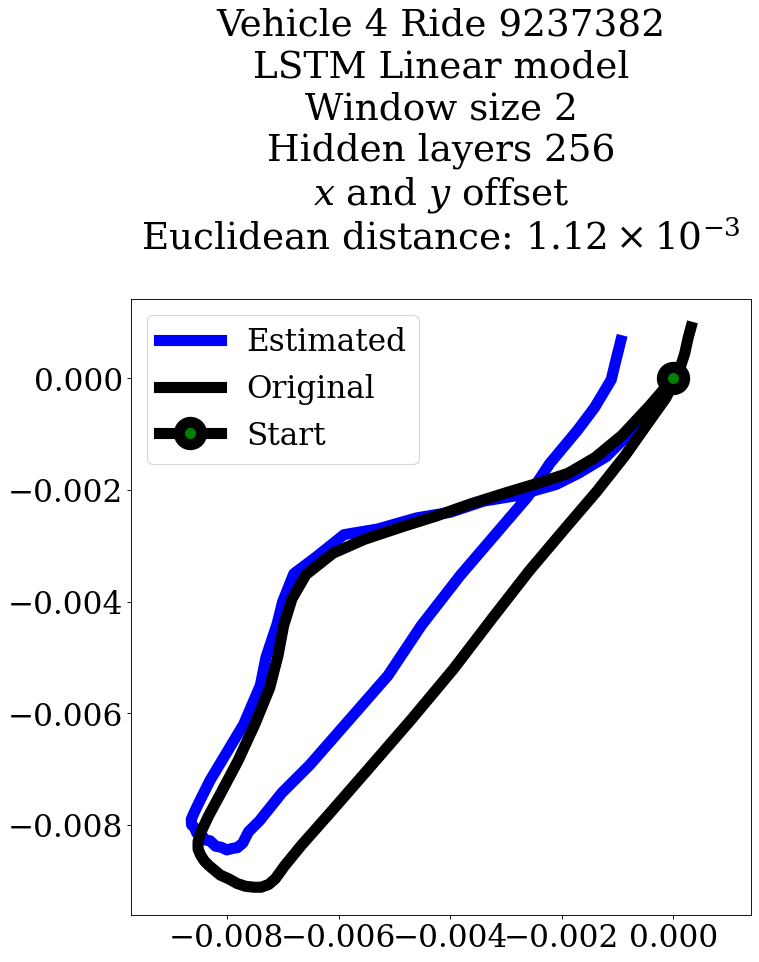 Vehicle 4 Ride 9237382
LSTM Linear model
Window size 2
Hidden layers 256
x and y offset
Euclidean distance: 1.12 × 10⁻³
Estimated
Original
Start
0.000
−0.002
−0.004
−0.006
−0.008
−0.008 −0.006 −0.004 −0.002 0.000